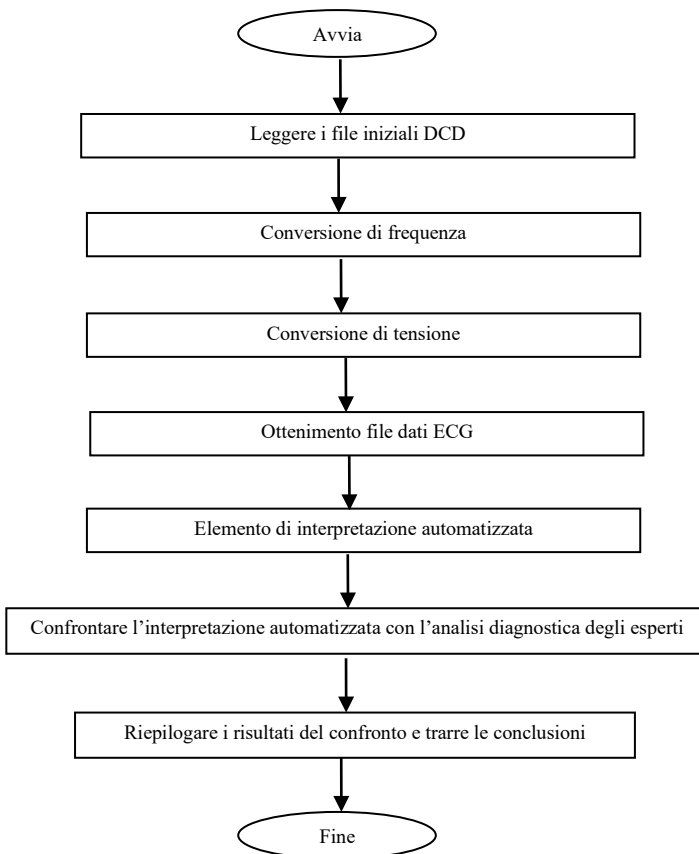 Avvia
Leggere i file iniziali DCD
Conversione di frequenza
Conversione di tensione
Ottenimento file dati ECG
Elemento di interpretazione automatizzata
Confrontare l’interpretazione automatizzata con l’analisi diagnostica degli esperti
Riepilogare i risultati del confronto e trarre le conclusioni
Fine